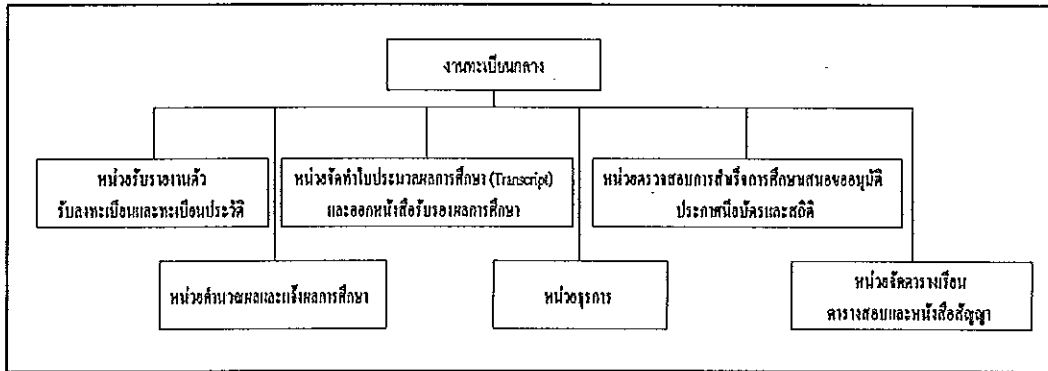 งานทะเบียนกลาง
หน่วยรับรายงานตัว
รับลงทะเบียนและทะเบียนประวัติ
หน่วยจัดทำใบประมวลผลการศึกษา (Transcript)
และออกหนังสือรับรองผลการศึกษา
หน่วยตรวจสอบการสำเร็จการศึกษาเสนอขออนุมัติ
ประกาศนียบัตรและสถิติ
หน่วยคำนวณผลและแจ้งผลการศึกษา
หน่วยธุรการ
หน่วยจัดตารางเรียน
ตารางสอบและหนังสือสัญญา